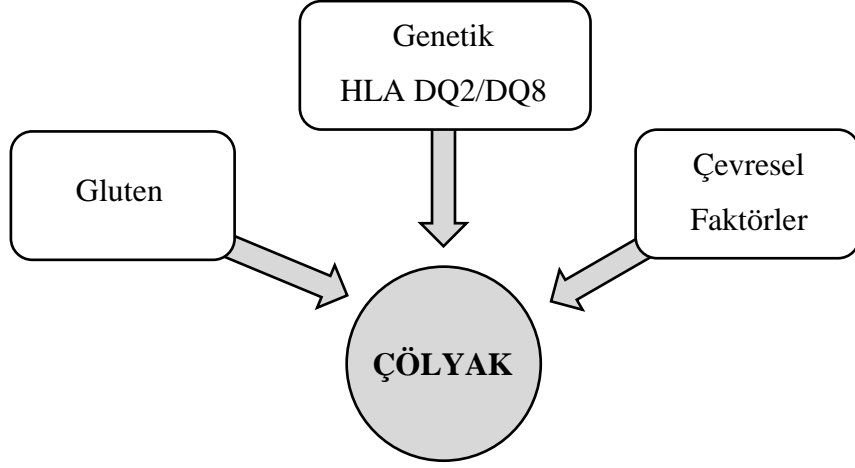 Genetik
HLA DQ2/DQ8
Gluten
Çevresel
Faktörler
ÇÖLYAK